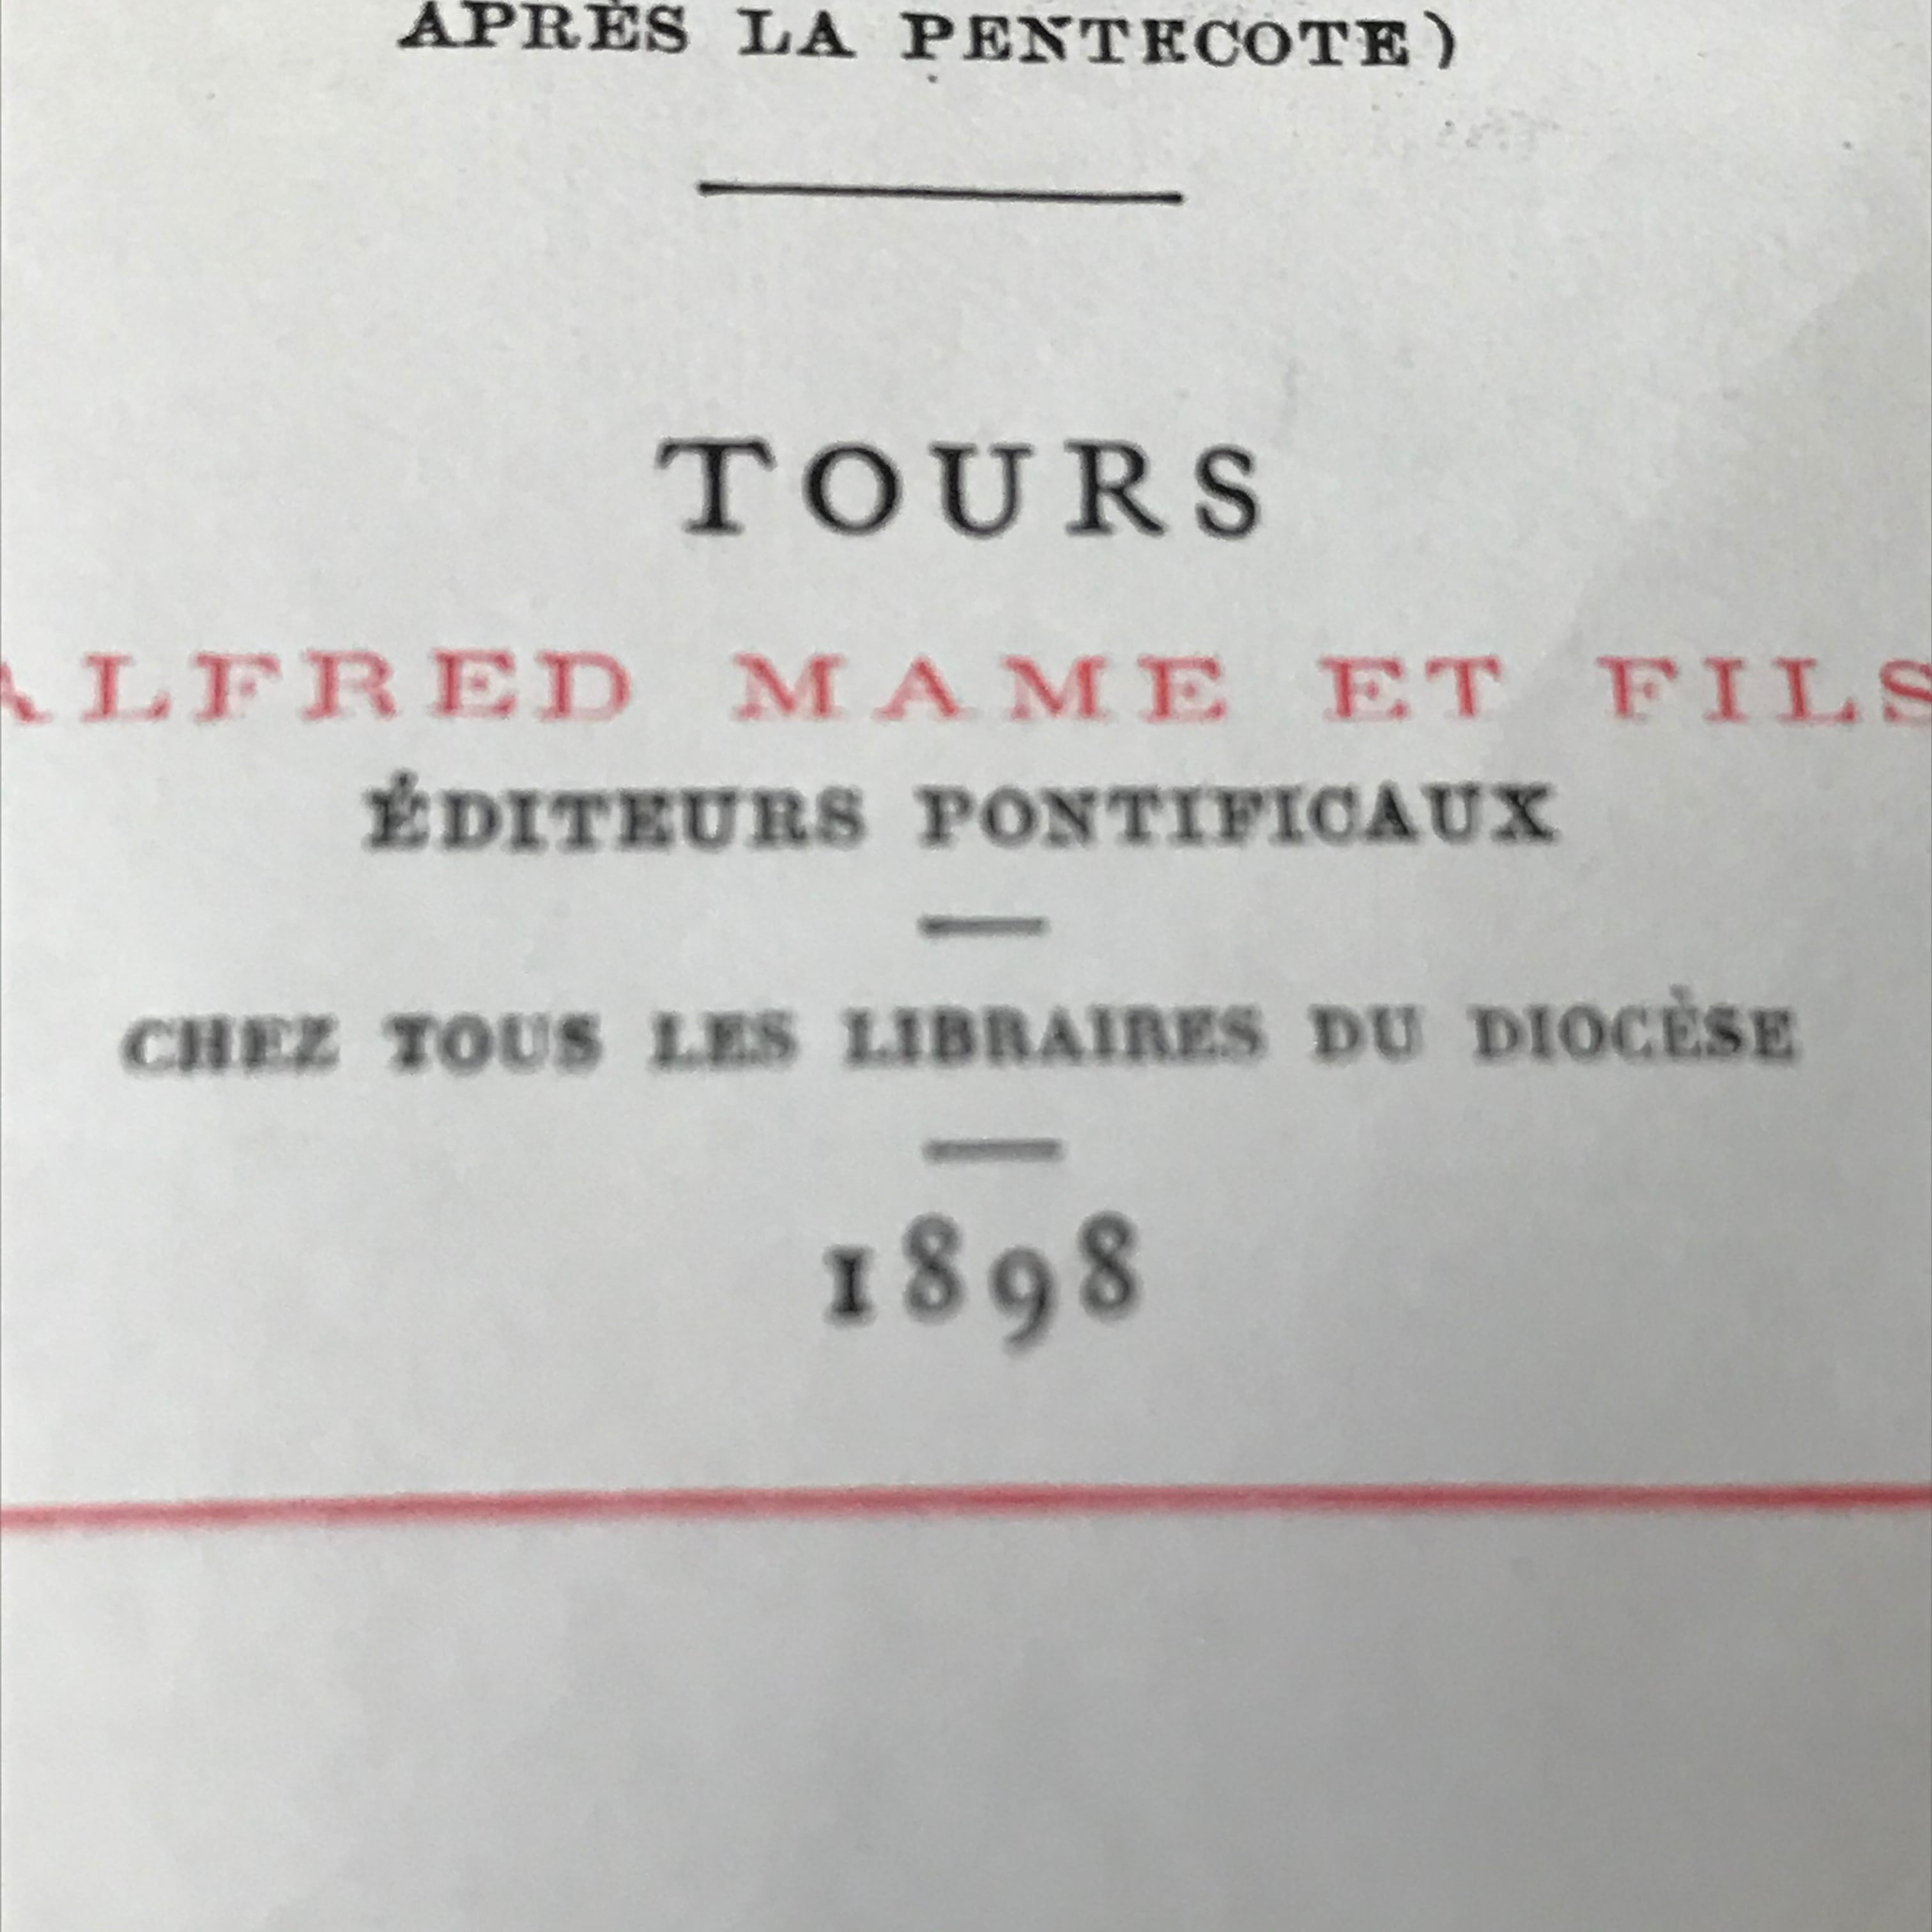 APRÈS LA PENTECOTE)
TOURS
ALFRED MAME ET FILS
ÉDITEURS PONTIFICAUX
CHEZ TOUS LES LIBRAIRES DU DIOCÈSE
1898